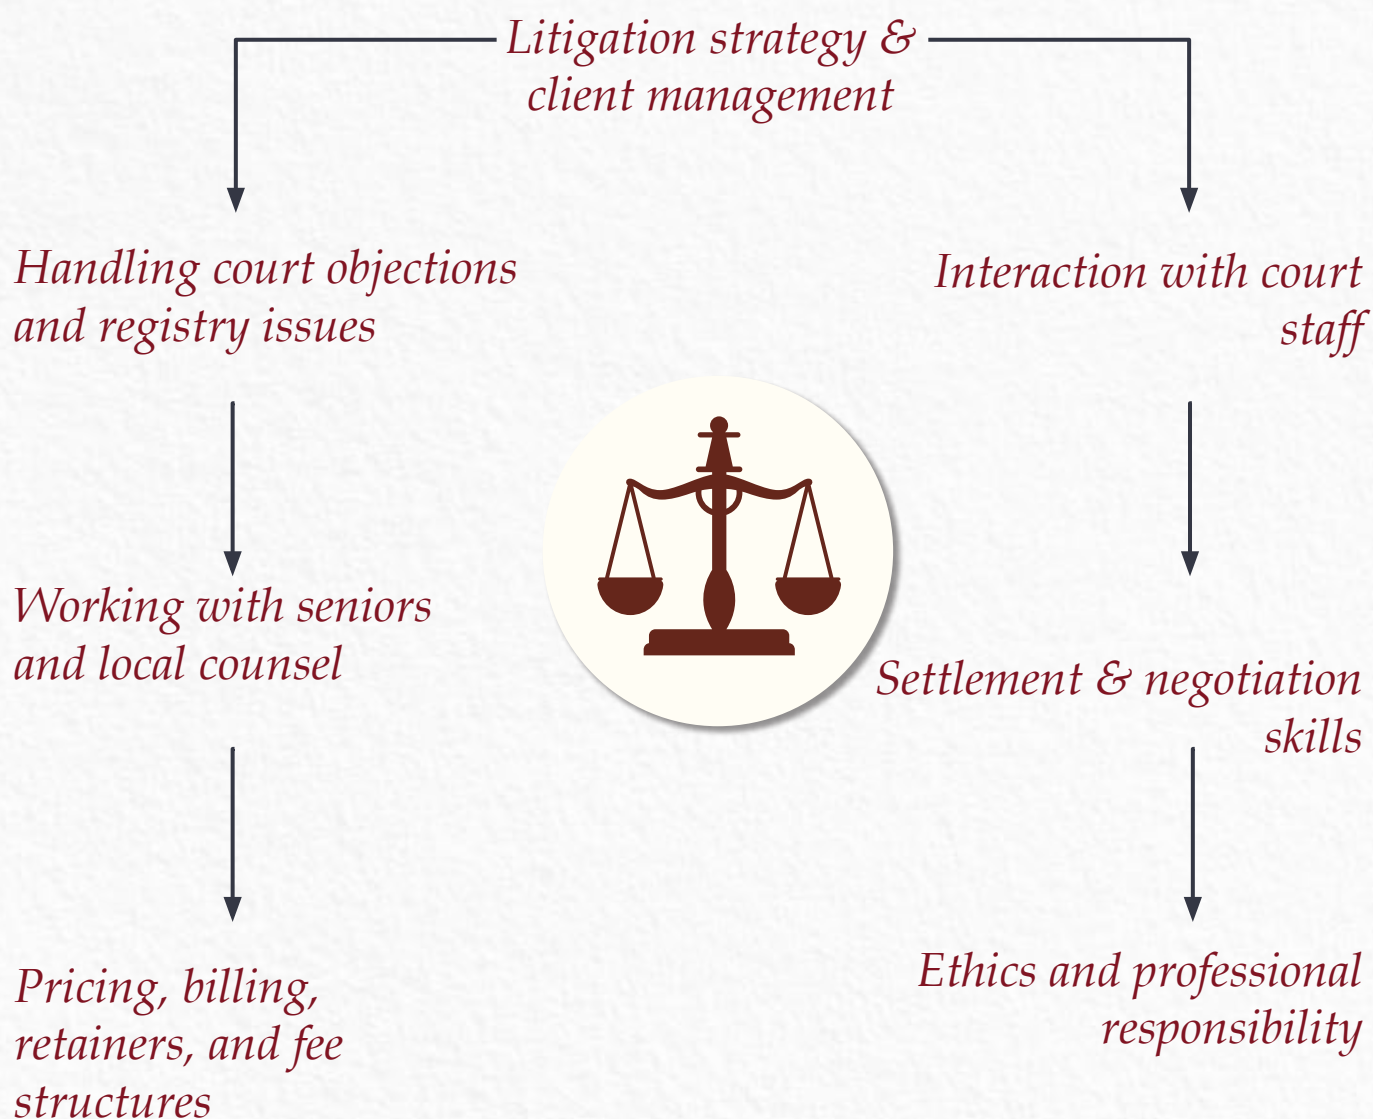 Litigation strategy &
client management
Handling court objections
and registry issues
Interaction with court
staff
Working with seniors
and local counsel
Settlement & negotiation
skills
Pricing, billing,
retainers, and fee
structures
Ethics and professional
responsibility